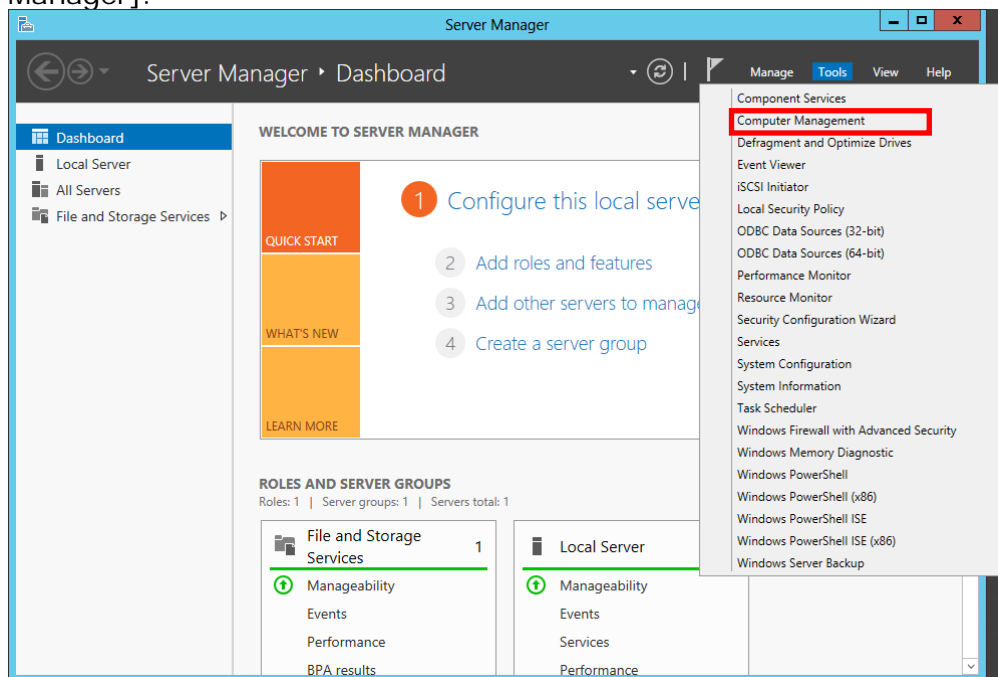 Manager].
Server Manager
Server Manager • Dashboard
Manage Tools View Help
Component Services
Computer Management
Defragment and Optimize Drives
Event Viewer
iSCSI Initiator
Local Security Policy
ODBC Data Sources (32-bit)
ODBC Data Sources (64-bit)
Performance Monitor
Resource Monitor
Security Configuration Wizard
Services
System Configuration
System Information
Task Scheduler
Windows Firewall with Advanced Security
Windows Memory Diagnostic
Windows PowerShell
Windows PowerShell (x86)
Windows PowerShell ISE
Windows PowerShell ISE (x86)
Windows Server Backup
Dashboard
Local Server
All Servers
File and Storage Services
WELCOME TO SERVER MANAGER
QUICK START
WHAT'S NEW
LEARN MORE
1 Configure this local serve
2 Add roles and features
3 Add other servers to manag
4 Create a server group
ROLES AND SERVER GROUPS
Roles: 1 | Server groups: 1 | Servers total: 1
File and Storage
Services
1
Manageability
Events
Performance
BPA results
Local Server
Manageability
Events
Services
Performance